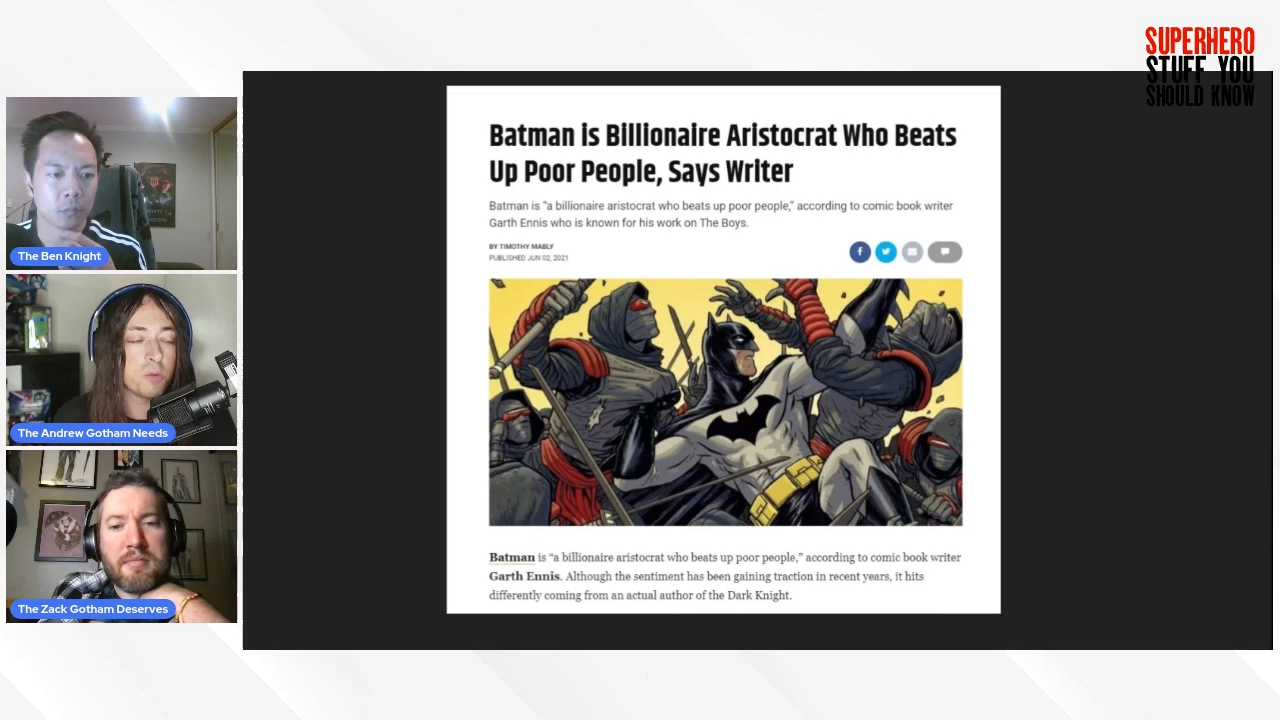 SUPERHERO
STUFF YOU
SHOULD KNOW
The Ben Knight
The Andrew Gotham Needs
The Zack Gotham Deserves
Batman is Billionaire Aristocrat Who Beats
Up Poor People, Says Writer
Batman is "a billionaire aristocrat who beats up poor people," according to comic book writer
Garth Ennis who is known for his work on The Boys.
BY TIMOTHY MABLY
PUBLISHED JUN 02, 2021
Batman is “a billionaire aristocrat who beats up poor people,” according to comic book writer
Garth Ennis. Although the sentiment has been gaining traction in recent years, it hits
differently coming from an actual author of the Dark Knight.